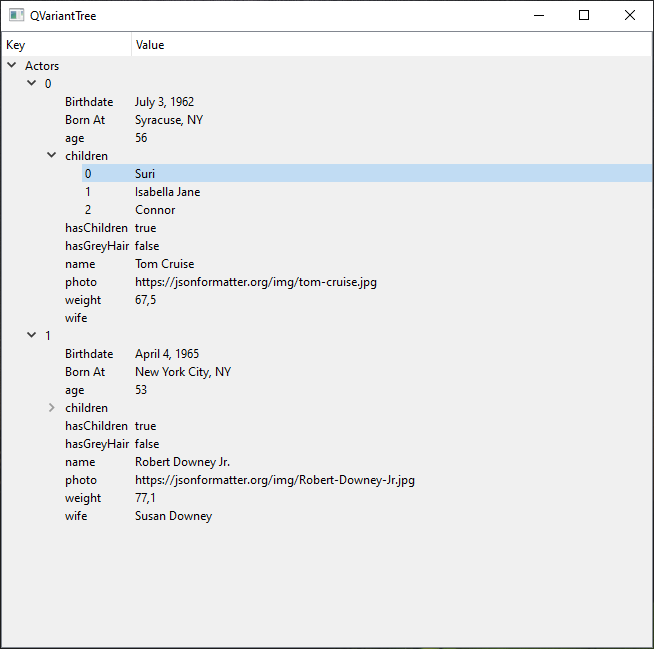 QVariantTree
Key Value
Actors
0
Birthdate July 3, 1962
Born At Syracuse, NY
age 56
children
0 Suri
1 Isabella Jane
2 Connor
hasChildren true
hasGreyHair false
name Tom Cruise
photo https://jsonformatter.org/img/tom-cruise.jpg
weight 67,5
wife
1
Birthdate April 4, 1965
Born At New York City, NY
age 53
children
hasChildren true
hasGreyHair false
name Robert Downey Jr.
photo https://jsonformatter.org/img/Robert-Downey-Jr.jpg
weight 77,1
wife Susan Downey